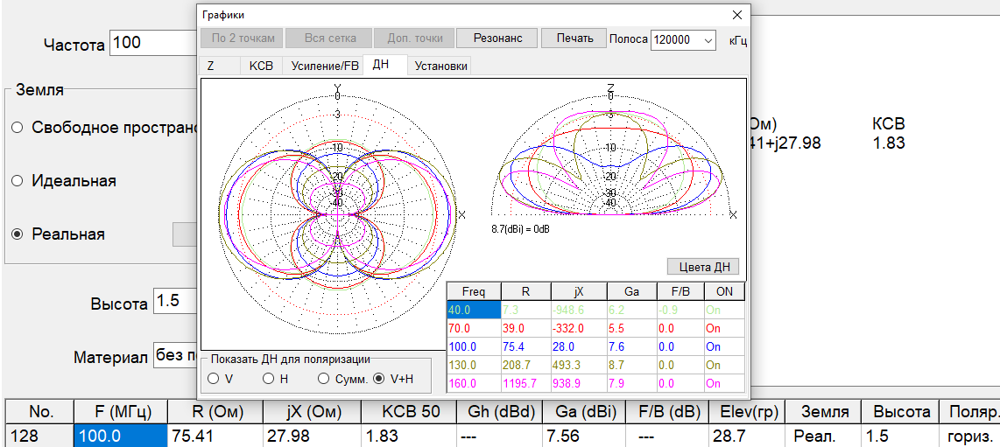 Графики
По 2 точкам Вся сетка Доп. точки Резонанс Печать Полоса 120000 кГц
Z КСВ Усиление/FB ДН Установки
Частота 100
Земля
Свободное простран
Идеальная
Реальная
Высота 1.5
Материал без п
Y
0
-3
-10
-20
-30
-40
X
Z
0
-3
-10
-20
-30
-40
X
8.7(dBi) = 0dB
Цвета ДН
Freq R jX Ga F/B ON
40.0 7.3 -948.6 6.2 -0.9 On
70.0 39.0 -332.0 5.5 0.0 On
100.0 75.4 28.0 7.6 0.0 On
130.0 208.7 493.3 8.7 0.0 On
160.0 1195.7 938.9 7.9 0.0 On
Показать ДН для поляризации
V H Сумм. V+H
Ом) КСВ
41+j27.98 1.83
No. F (МГц) R (Ом) jX (Ом) КСВ 50 Gh (dBd) Ga (dBi) F/B (dB) Elev(гр) Земля Высота Поляр.
128 100.0 75.41 27.98 1.83 --- 7.56 --- 28.7 Реал. 1.5 гориз.